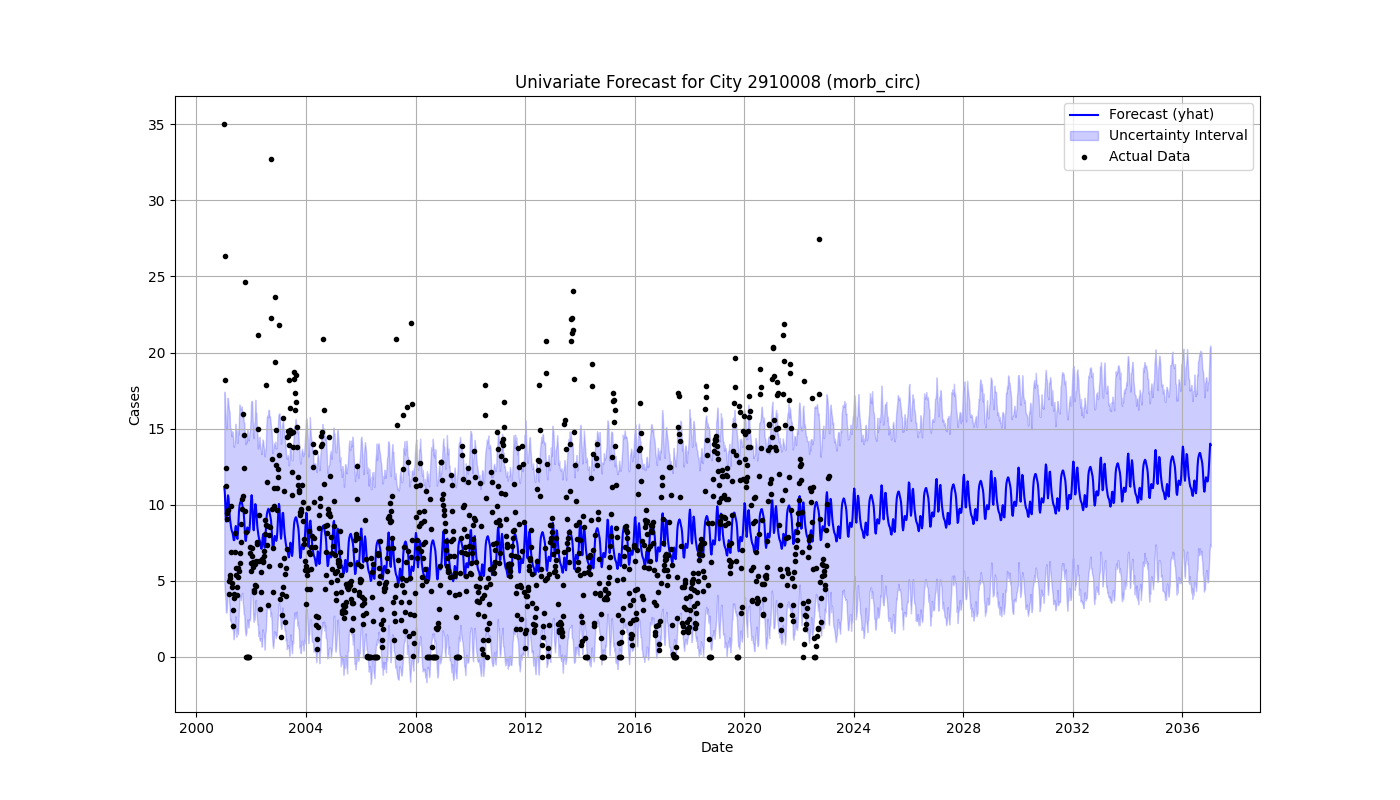 Univariate Forecast for City 2910008 (morb_circ)
Forecast (yhat)
Uncertainty Interval
Actual Data
35
30
25
20
15
10
5
0
Cases
2000 2004 2008 2012 2016 2020 2024 2028 2032 2036
Date